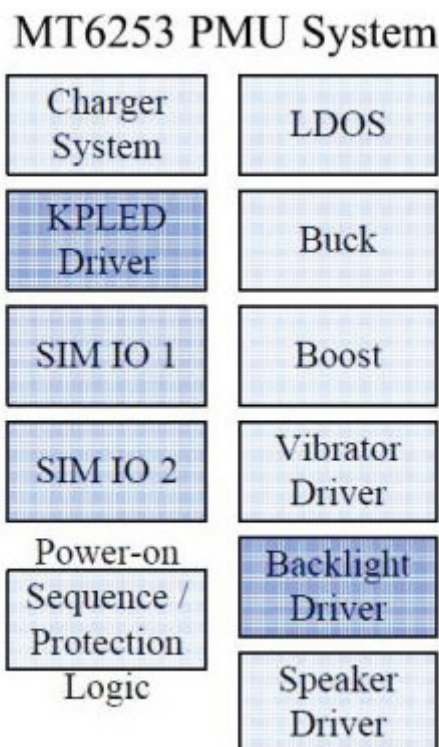 MT6253 PMU System
Charger
System
KPLED
Driver
SIM IO 1
SIM IO 2
Power-on
Sequence /
Protection
Logic
LDOS
Buck
Boost
Vibrator
Driver
Backlight
Driver
Speaker
Driver